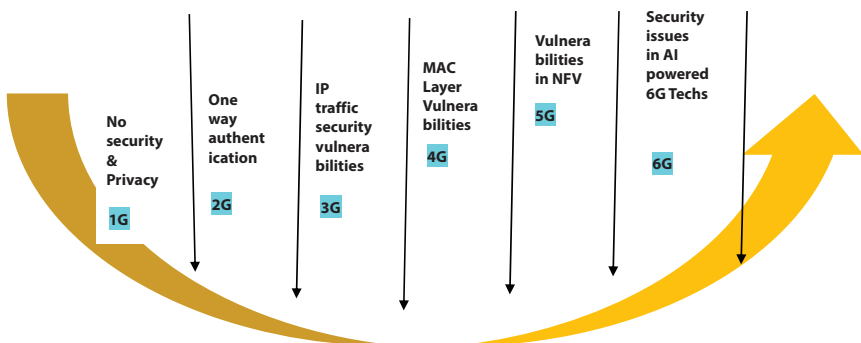 No
security
&
Privacy
1G
One
way
authent
ication
2G
IP
traffic
security
vulnera
bilities
3G
MAC
Layer
Vulnera
bilities
4G
Vulnera
bilities
in NFV
5G
Security
issues
in AI
powered
6G Techs
6G